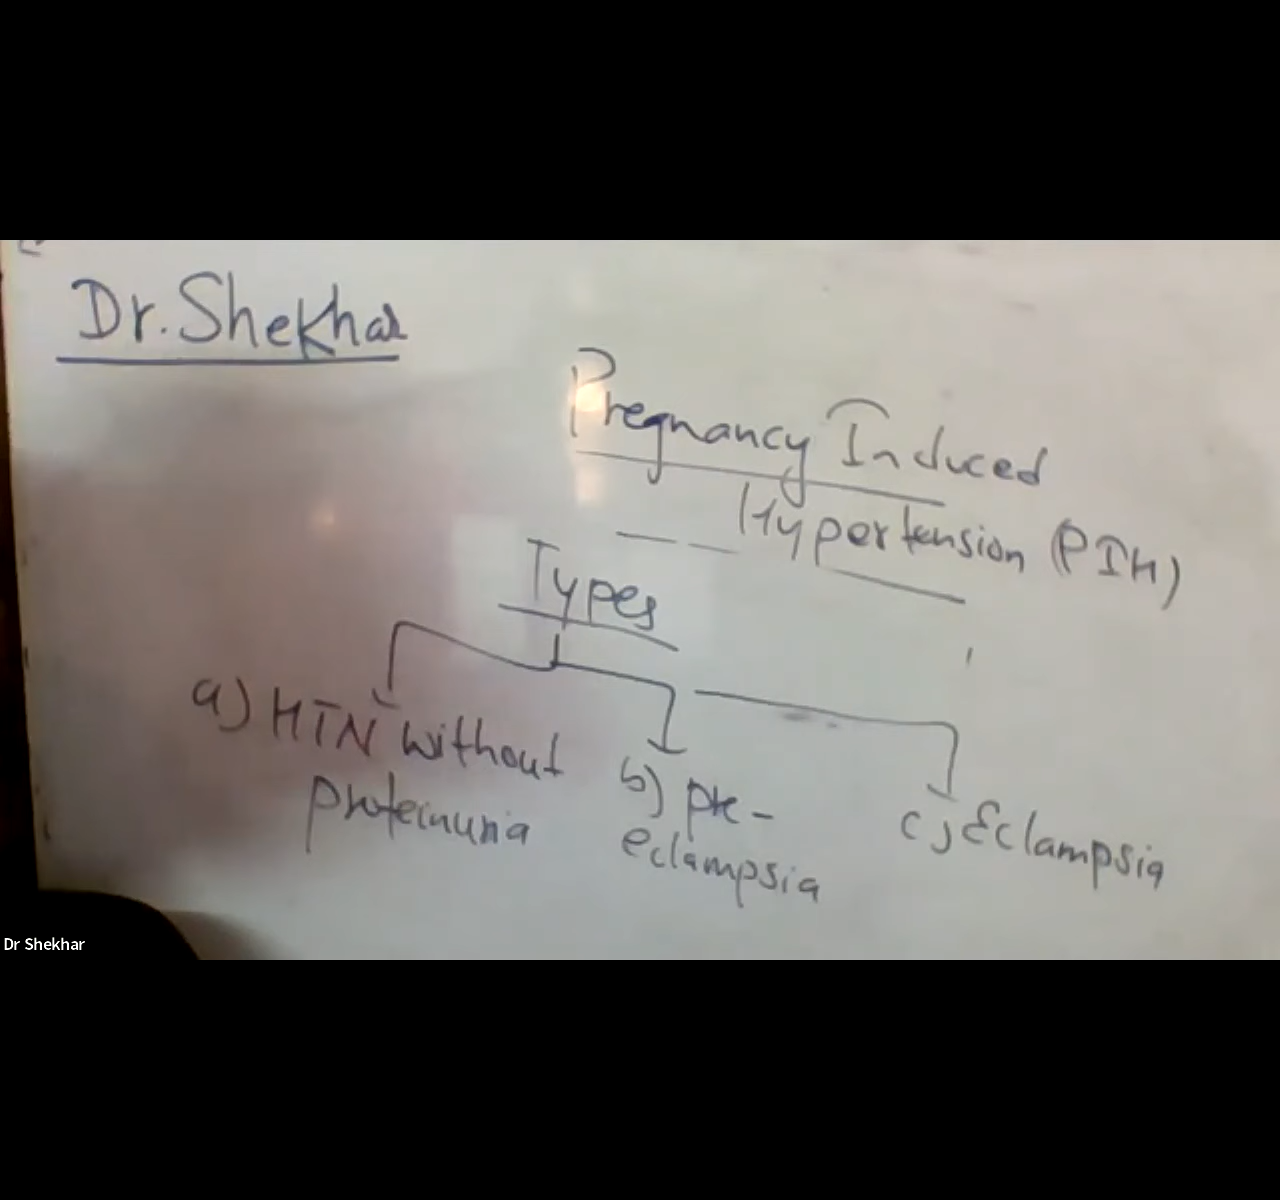 Dr. Shekhar
Pregnancy Induced
Hypertension (PIH)
Types
a) HTN without
proteinuria
b) pre-
eclampsia
c) Eclampsia
Dr Shekhar